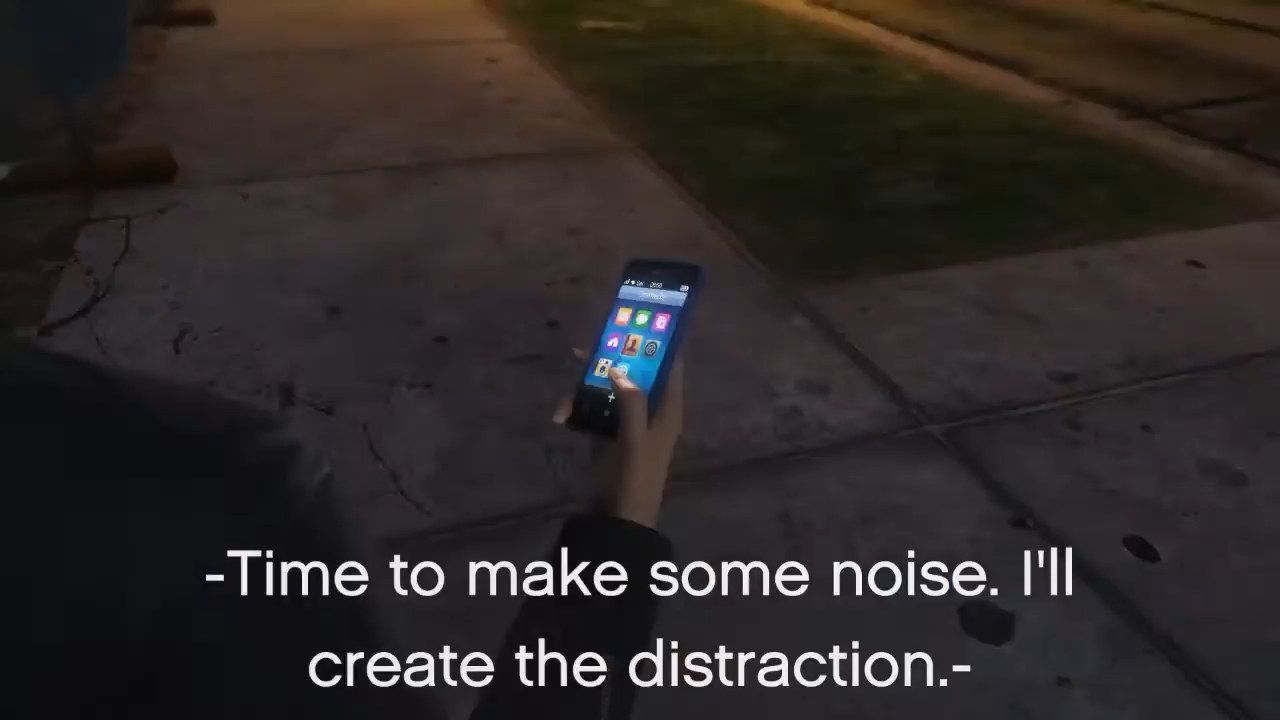 -Time to make some noise. I'll
create the distraction.-